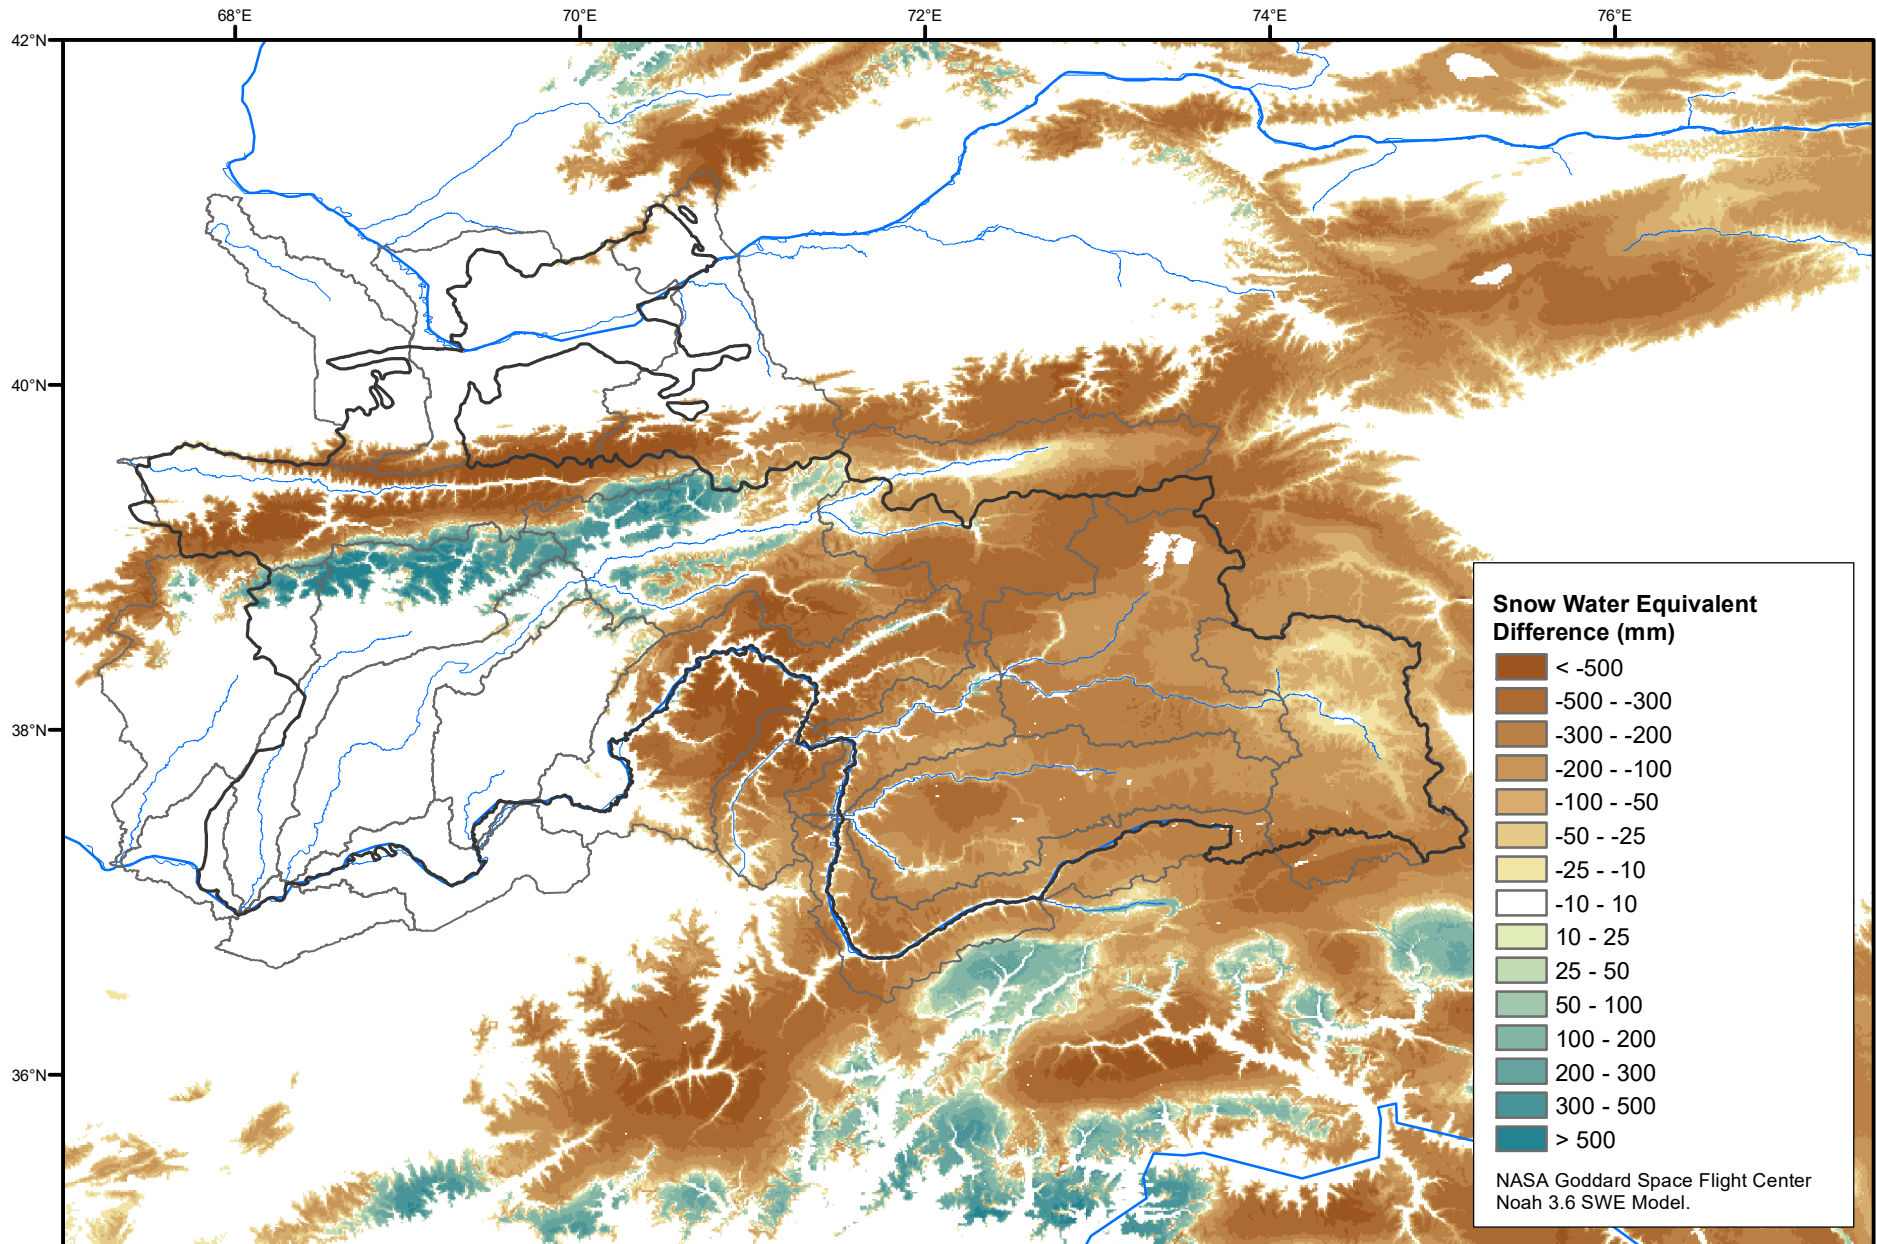 68°E
70°E
72°E
74°E
76°E
42°N
40°N
38°N
36°N
Snow Water Equivalent
Difference (mm)
< -500
-500 - -300
-300 - -200
-200 - -100
-100 - -50
-50 - -25
-25 - -10
-10 - 10
10 - 25
25 - 50
50 - 100
100 - 200
200 - 300
300 - 500
> 500
NASA Goddard Space Flight Center
Noah 3.6 SWE Model.